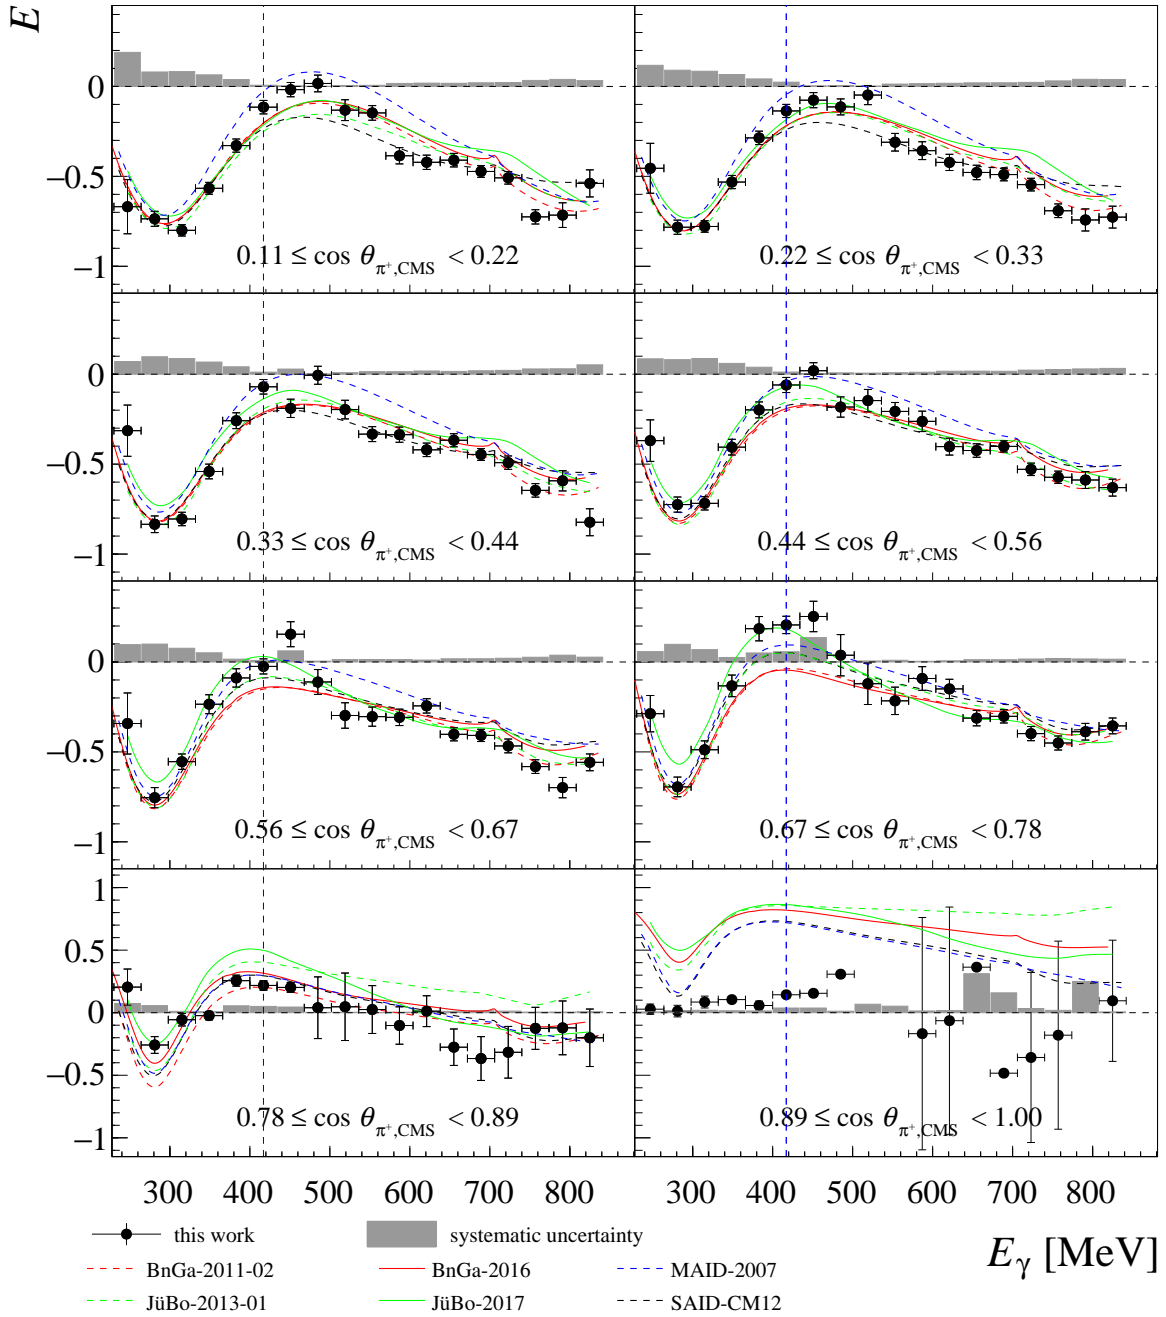 E
0
−0.5
−1
0.11 ≤ cos θπ⁺,CMS < 0.22
0.22 ≤ cos θπ⁺,CMS < 0.33
0
−0.5
−1
0.33 ≤ cos θπ⁺,CMS < 0.44
0.44 ≤ cos θπ⁺,CMS < 0.56
0
−0.5
−1
0.56 ≤ cos θπ⁺,CMS < 0.67
0.67 ≤ cos θπ⁺,CMS < 0.78
1
0.5
0
−0.5
−1
0.78 ≤ cos θπ⁺,CMS < 0.89
0.89 ≤ cos θπ⁺,CMS < 1.00
300 400 500 600 700 800 300 400 500 600 700 800
Eγ [MeV]
this work systematic uncertainty
BnGa-2011-02 BnGa-2016 MAID-2007
JüBo-2013-01 JüBo-2017 SAID-CM12